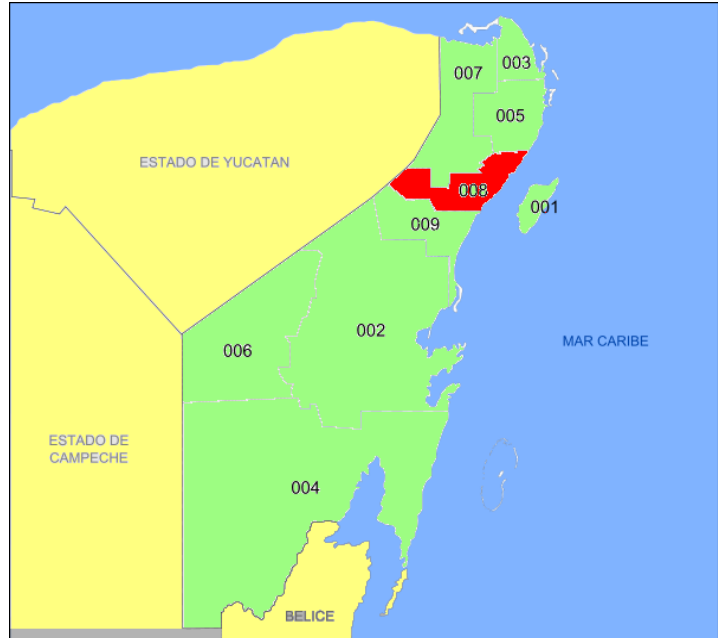 003
007
005
ESTADO DE YUCATAN
008
001
009
002
MAR CARIBE
006
ESTADO DE
CAMPECHE
004
BELICE